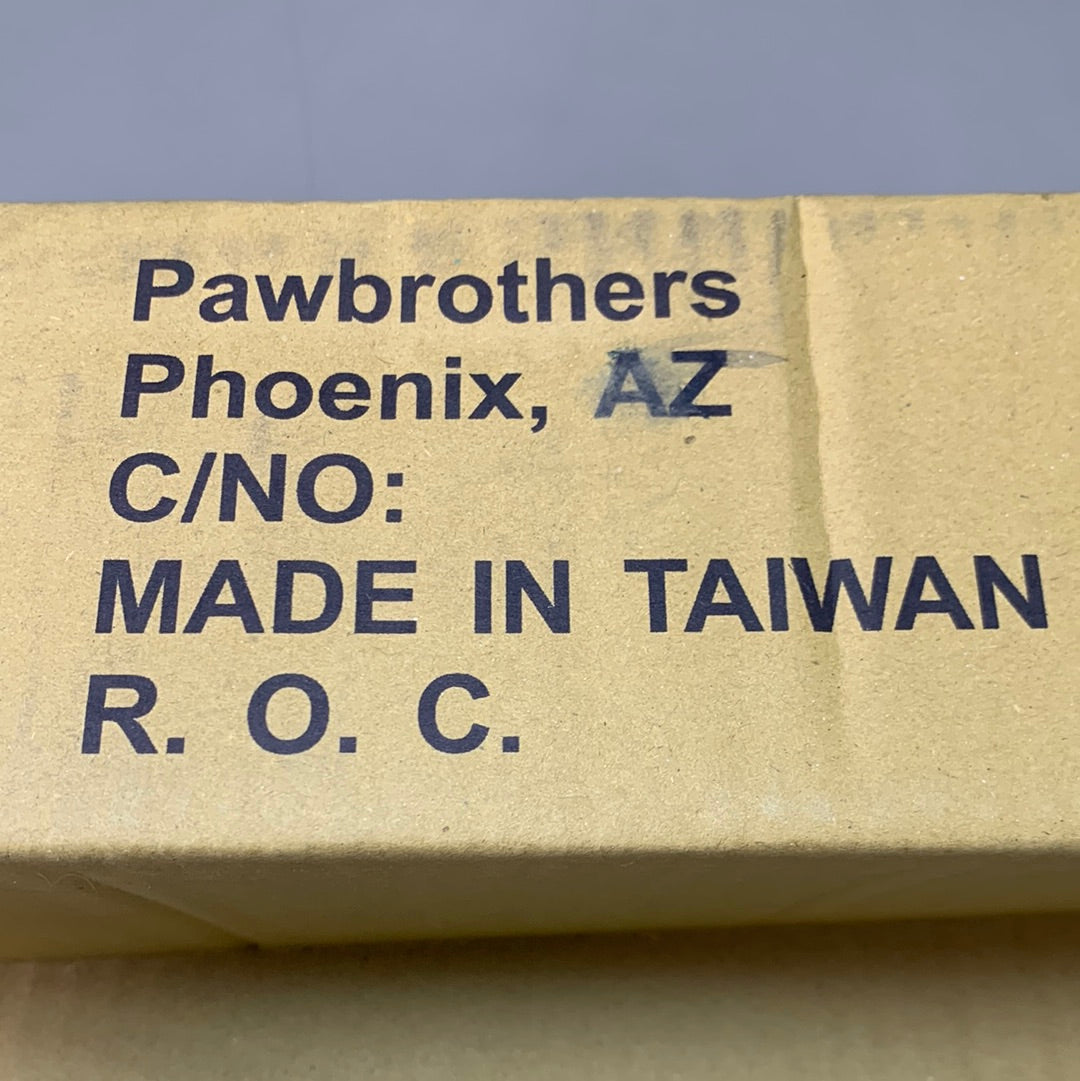 Pawbrothers
Phoenix, AZ
C/NO:
MADE IN TAIWAN
R. O. C.